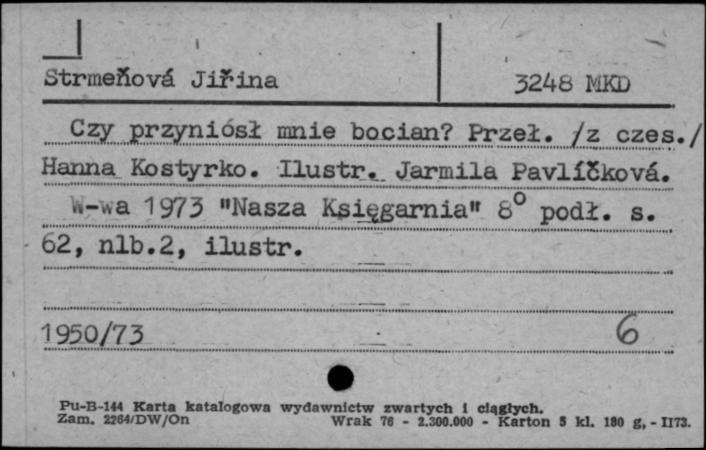 Strmeňová Jiřina
3248 MKD
Czy przyniósł mnie bocian? Przeł. /z czes./
Hanna Kostyrko. Ilustr. Jarmila Pavlíčková.
W-wa 1973 "Nasza Księgarnia" 8° podł. s.
62, nlb.2, ilustr.
1950/73
6
Pu-B-144 Karta katalogowa wydawnictw zwartych i ciągłych.
Zam. 2264/DW/On Wrak 76 - 2.300.000 - Karton 5 kl. 180 g, - II73.